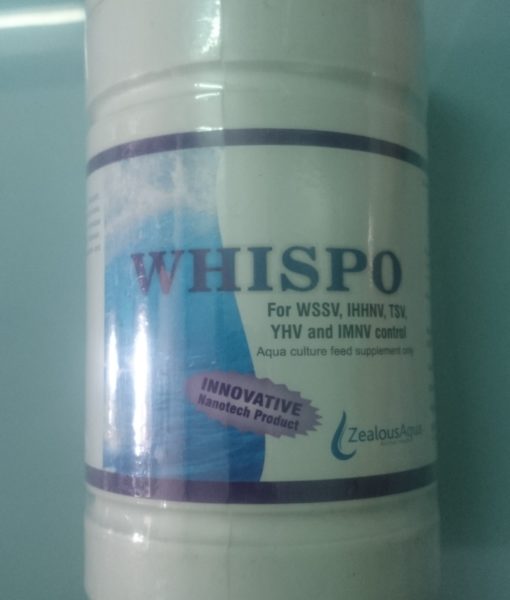 WHISPO
For WSSV, IHHNV, TSV,
YHV and IMNV control
Aqua culture feed supplement only
INNOVATIVE
Nanotech Product
ZealousAqua